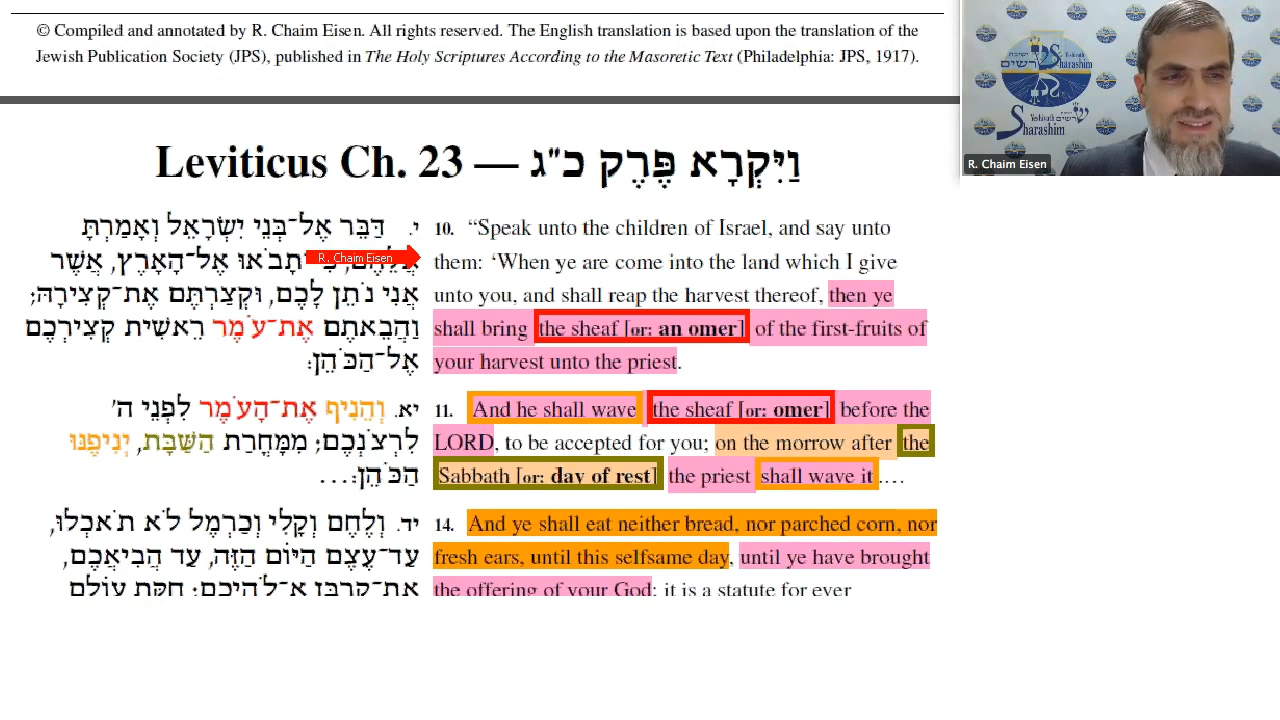 © Compiled and annotated by R. Chaim Eisen. All rights reserved. The English translation is based upon the translation of
Jewish Publication Society (JPS), published in The Holy Scriptures According to the Masoretic Text (Philadelphia: JPS, 1917).
Leviticus Ch. 23 — וַיִּקְרָא פֶּרֶק כ"ג
י. דַּבֵּר אֶל־בְּנֵי יִשְׂרָאֵל וְאָמַרְתָּ
תָבֹאוּ אֶל־הָאָרֶץ, אֲשֶׁר
אֲנִי נֹתֵן לָכֶם, וּקְצַרְתֶּם אֶת־קְצִירָהּ;
וַהֲבֵאתֶם אֶת־עֹמֶר רֵאשִׁית קְצִירְכֶם
אֶל־הַכֹּהֵן:
יא. וְהֵנִיף אֶת־הָעֹמֶר לִפְנֵי ה'
לִרְצֹנְכֶם; מִמָּחֳרַת הַשַּׁבָּת, יְנִיפֶנּוּ
הַכֹּהֵן:...
יד. וְלֶחֶם וְקָלִי וְכַרְמֶל לֹא תֹאכְלוּ,
עַד־עֶצֶם הַיּוֹם הַזֶּה, עַד הֲבִיאֲכֶם,
אֶת־קָרְבַּן אֱ־לֹהֵיכֶם: חֻקַּת עוֹלָם
10. “Speak unto the children of Israel, and say unto
them: ‘When ye are come into the land which I give
unto you, and shall reap the harvest thereof, then ye
shall bring the sheaf [or: an omer] of the first-fruits of
your harvest unto the priest.
11. And he shall wave the sheaf [or: omer] before the
LORD, to be accepted for you; on the morrow after the
Sabbath [or: day of rest] the priest shall wave it.…
14. And ye shall eat neither bread, nor parched corn, nor
fresh ears, until this selfsame day, until ye have brought
the offering of your God; it is a statute for ever
R. Chaim Eisen
Yeshivath
Sharashim
R. Chaim Eisen